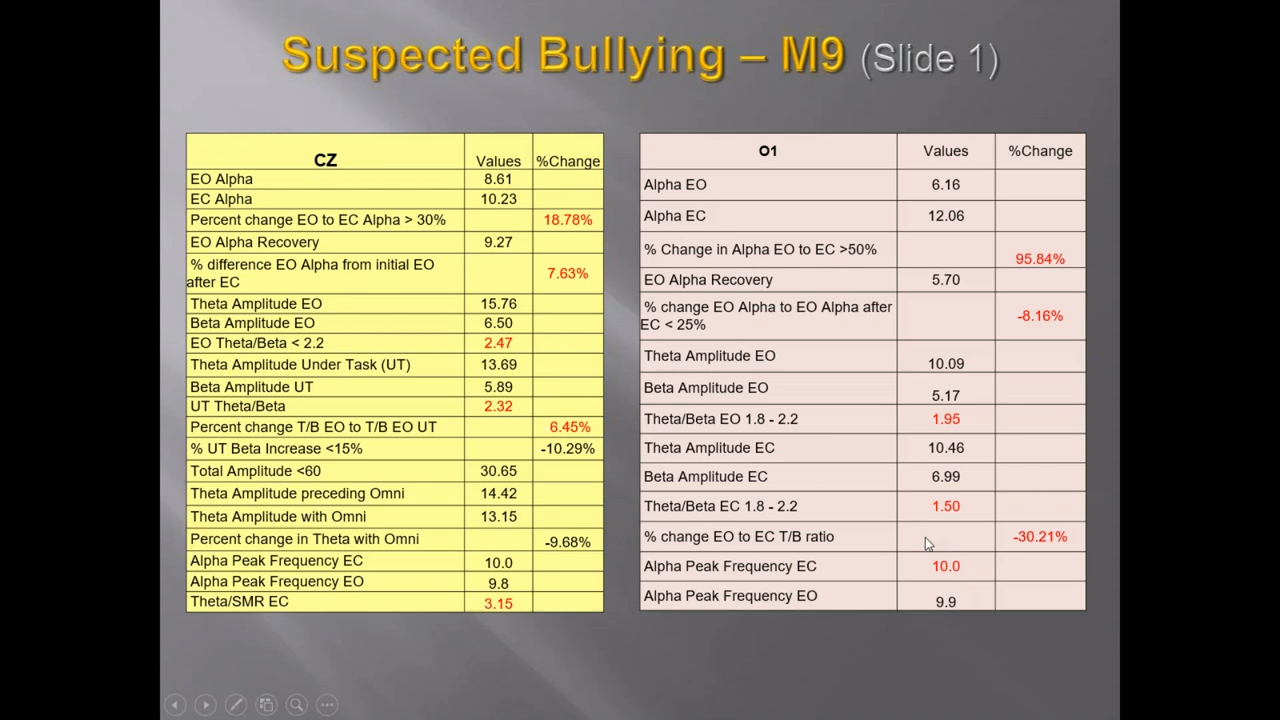 Suspected Bullying – M9 (Slide 1)
CZ Values %Change
EO Alpha 8.61
EC Alpha 10.23
Percent change EO to EC Alpha > 30% 18.78%
EO Alpha Recovery 9.27
% difference EO Alpha from initial EO
after EC 7.63%
Theta Amplitude EO 15.76
Beta Amplitude EO 6.50
EO Theta/Beta < 2.2 2.47
Theta Amplitude Under Task (UT) 13.69
Beta Amplitude UT 5.89
UT Theta/Beta 2.32
Percent change T/B EO to T/B EO UT 6.45%
% UT Beta Increase <15% -10.29%
Total Amplitude <60 30.65
Theta Amplitude preceding Omni 14.42
Theta Amplitude with Omni 13.15
Percent change in Theta with Omni -9.68%
Alpha Peak Frequency EC 10.0
Alpha Peak Frequency EO 9.8
Theta/SMR EC 3.15
O1 Values %Change
Alpha EO 6.16
Alpha EC 12.06
% Change in Alpha EO to EC >50% 95.84%
EO Alpha Recovery 5.70
% change EO Alpha to EO Alpha after
EC < 25% -8.16%
Theta Amplitude EO 10.09
Beta Amplitude EO 5.17
Theta/Beta EO 1.8 - 2.2 1.95
Theta Amplitude EC 10.46
Beta Amplitude EC 6.99
Theta/Beta EC 1.8 - 2.2 1.50
% change EO to EC T/B ratio -30.21%
Alpha Peak Frequency EC 10.0
Alpha Peak Frequency EO 9.9